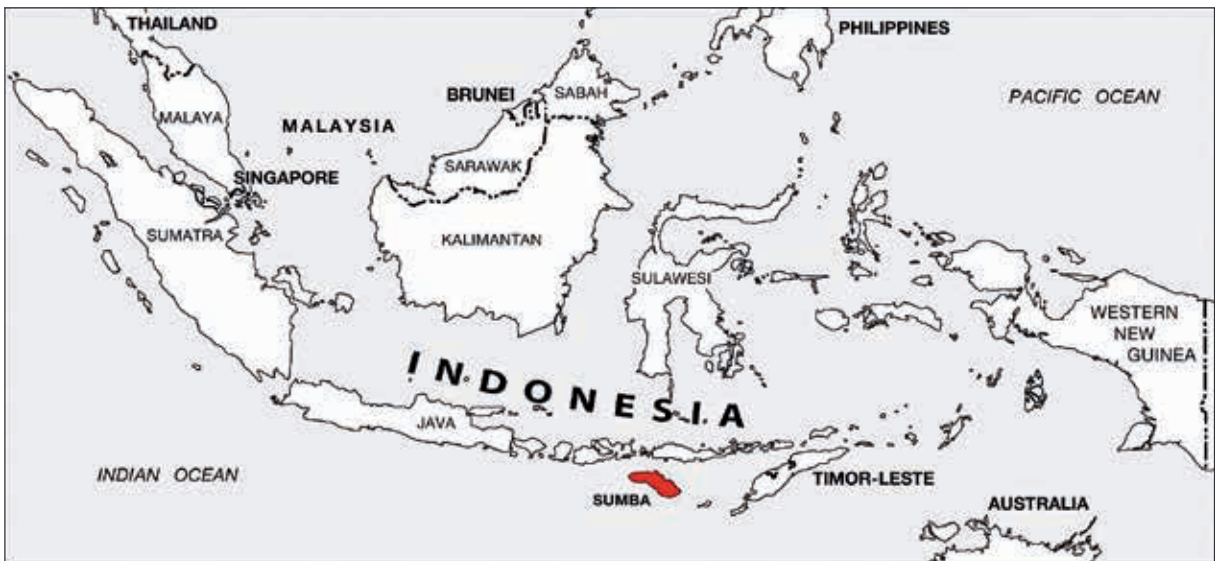 THAILAND
PHILIPPINES
PACIFIC OCEAN
BRUNEI
SABAH
MALAYA
MALAYSIA
SARAWAK
SINGAPORE
SUMATRA
KALIMANTAN
SULAWESI
WESTERN
NEW
GUINEA
INDONESIA
JAVA
INDIAN OCEAN
SUMBA
TIMOR-LESTE
AUSTRALIA